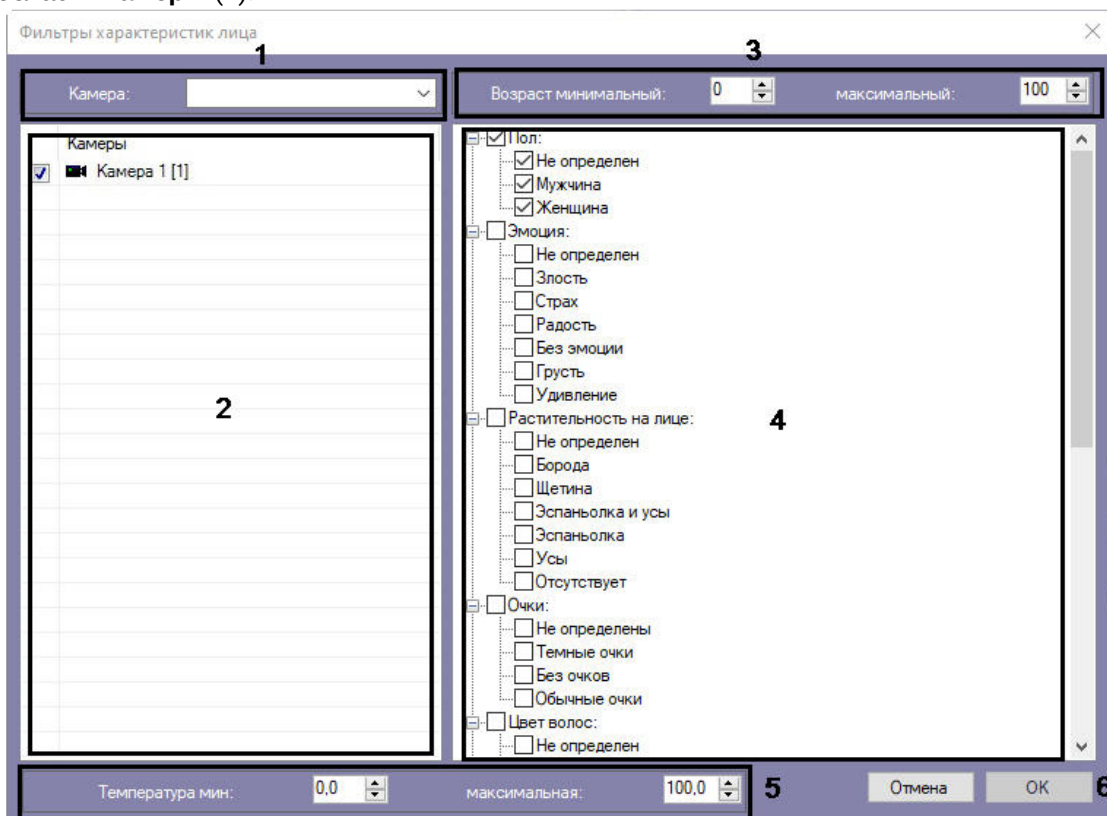 Фильтры характеристик лица
1
3
Камера:
Возраст минимальный: 0 максимальный: 100
Камеры
Камера 1 [1]
2
Пол:
Не определен
Мужчина
Женщина
Эмоция:
Не определен
Злость
Страх
Радость
Без эмоции
Грусть
Удивление
Растительность на лице:
4
Не определен
Борода
Щетина
Эспаньолка и усы
Эспаньолка
Усы
Отсутствует
Очки:
Не определены
Темные очки
Без очков
Обычные очки
Цвет волос:
Не определен
Температура мин: 0,0 максимальная: 100,0 5
Отмена
OK
6